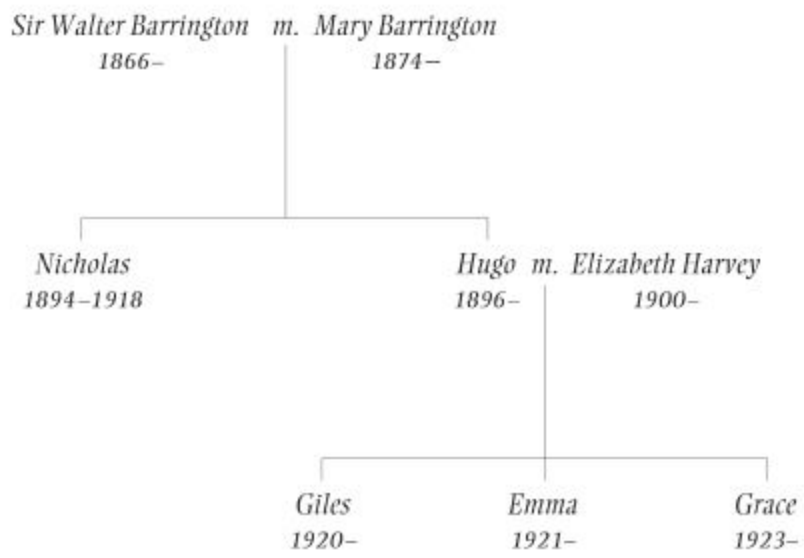 Sir Walter Barrington m. Mary Barrington
1866– 1874–
Nicholas Hugo m. Elizabeth Harvey
1894–1918 1896– 1900–
Giles Emma Grace
1920– 1921– 1923–